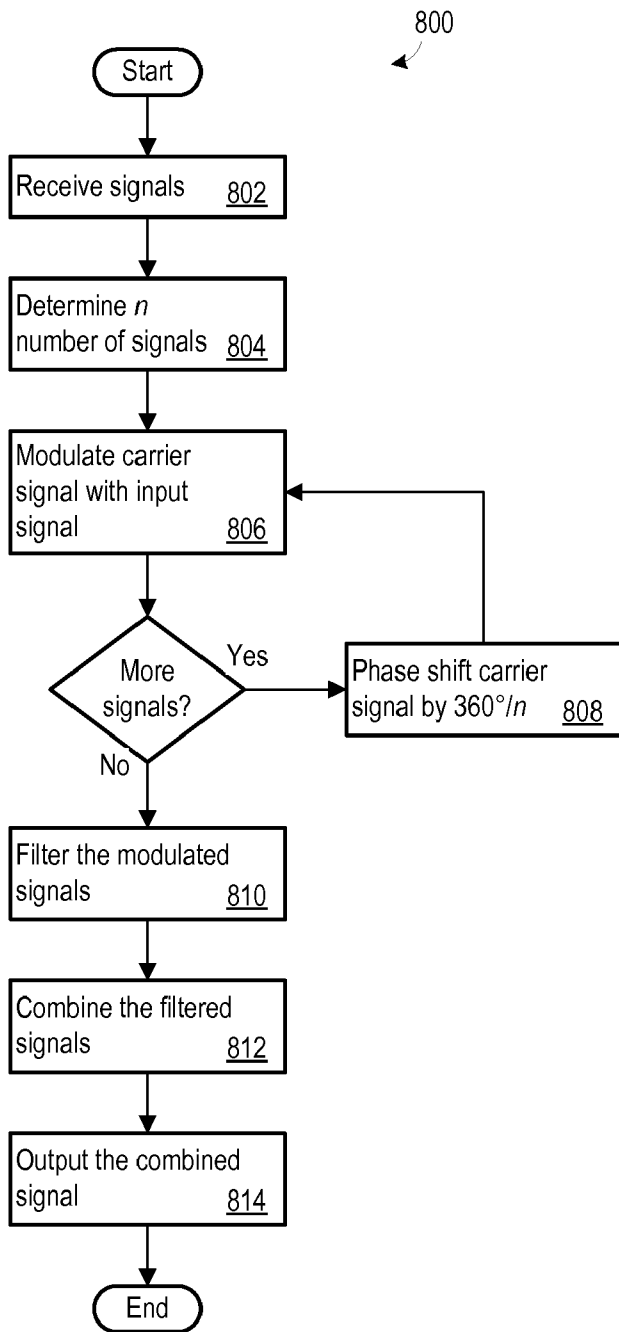 800
Start
Receive signals 802
Determine n
number of signals 804
Modulate carrier
signal with input
signal 806
More
signals?
Yes
No
Phase shift carrier
signal by 360°/n 808
Filter the modulated
signals 810
Combine the filtered
signals 812
Output the combined
signal 814
End